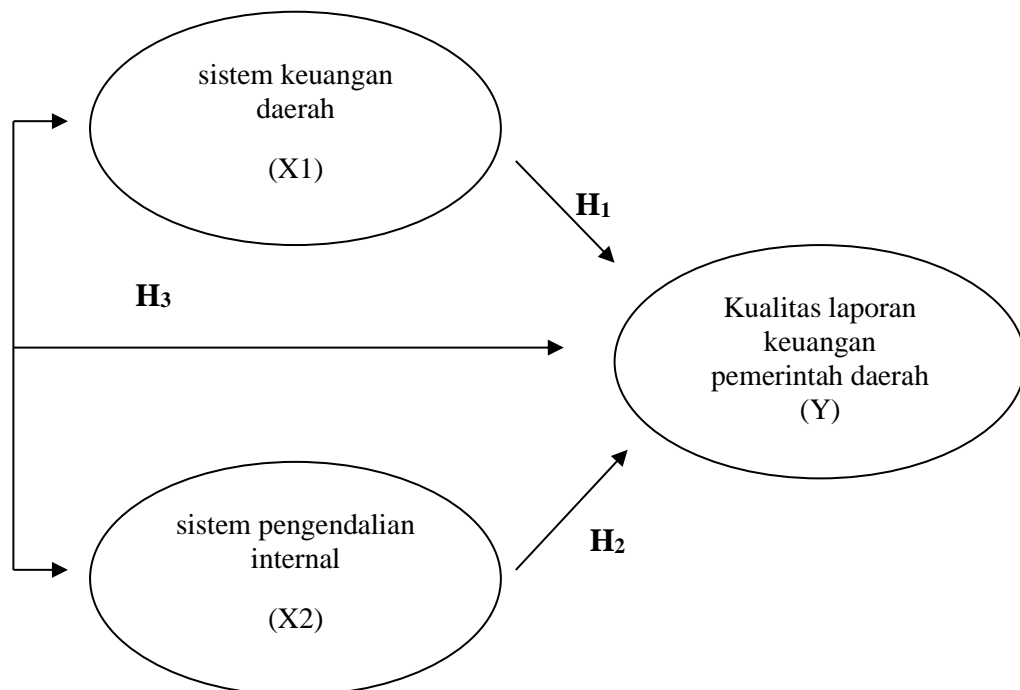 sistem keuangan
daerah
(X1)
H1
H3
Kualitas laporan
keuangan
pemerintah daerah
(Y)
sistem pengendalian
internal
(X2)
H2